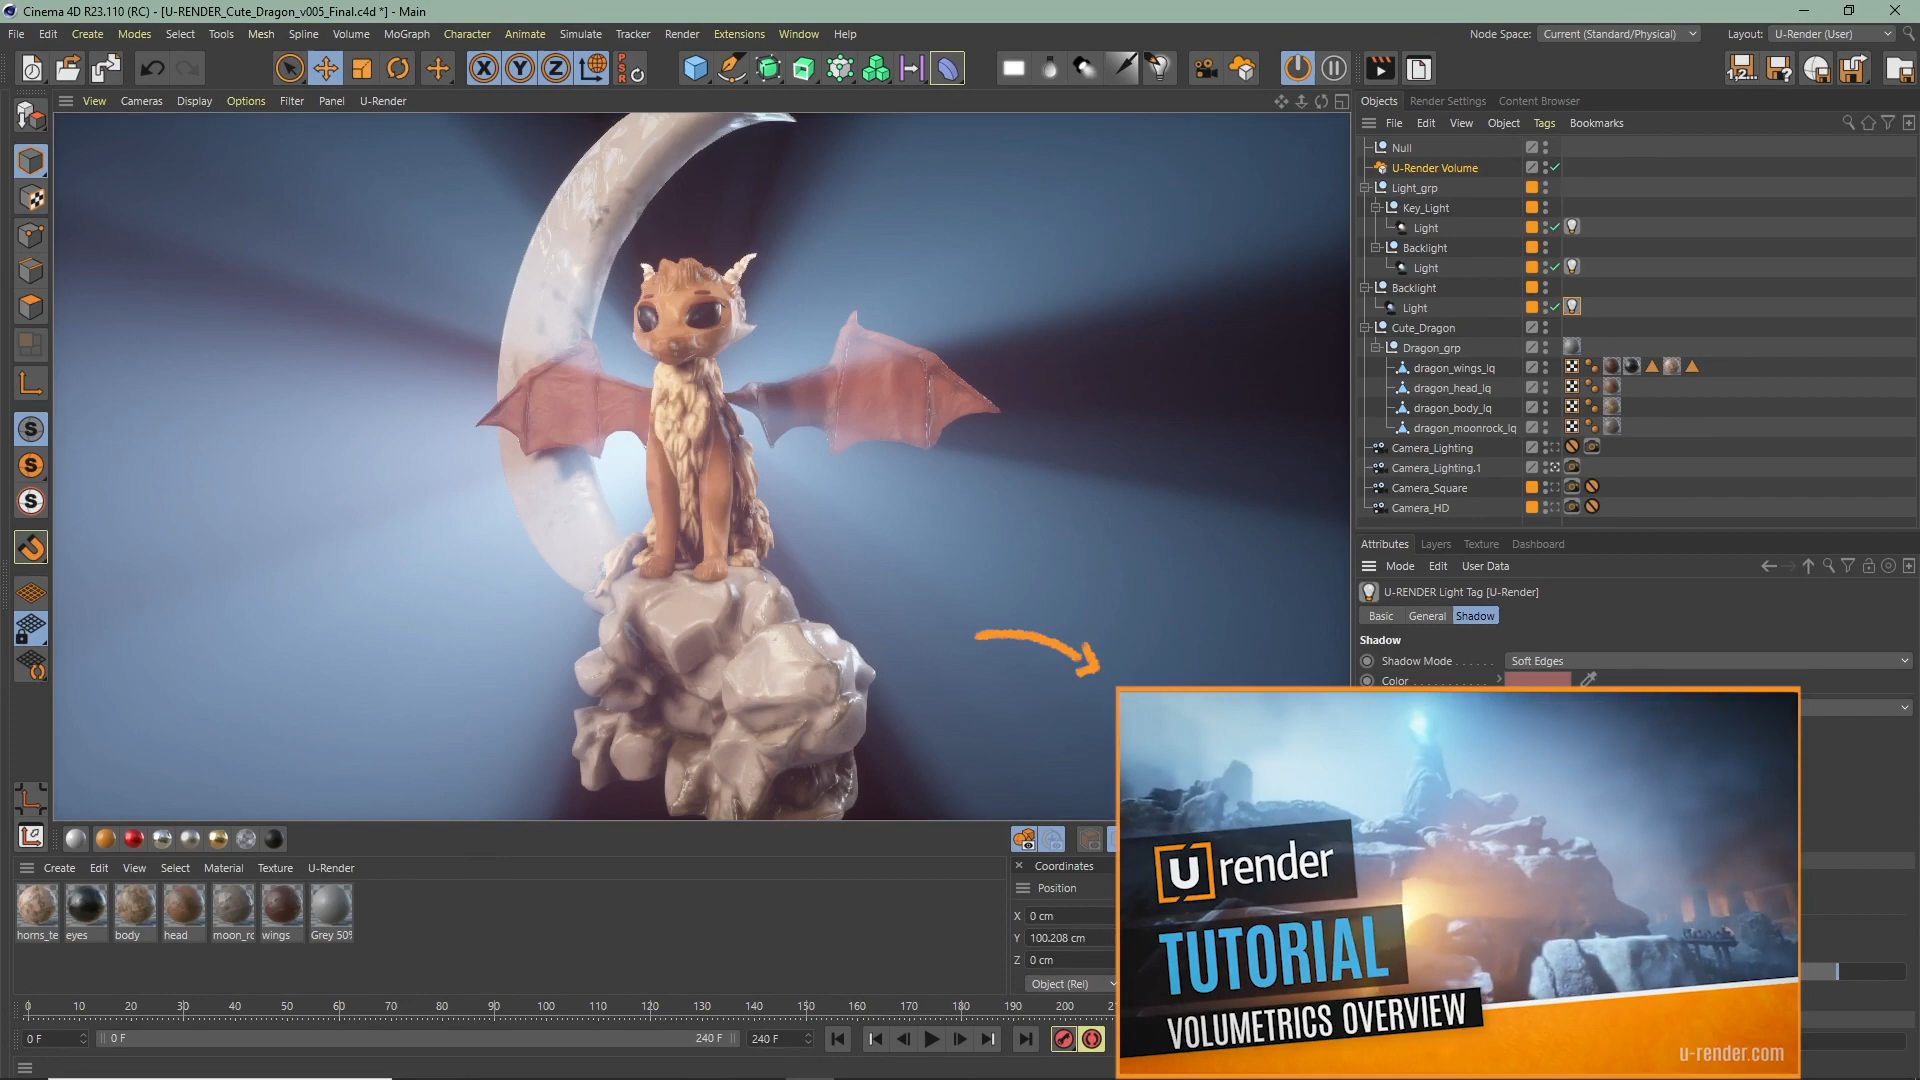 Cinema 4D R23.110 (RC) - [U-RENDER_Cute_Dragon_v005_Final.c4d *] - Main
File Edit Create Modes Select Tools Mesh Spline Volume MoGraph Character Animate Simulate Tracker Render Extensions Window Help
Node Space: Current (Standard/Physical) Layout: U-Render (User)
X Y Z P S R
View Cameras Display Options Filter Panel U-Render
Objects Render Settings Content Browser
File Edit View Object Tags Bookmarks
Null
U-Render Volume
Light_grp
Key_Light
Light
Backlight
Light
Backlight
Light
Cute_Dragon
Dragon_grp
dragon_wings_lq
dragon_head_lq
dragon_body_lq
dragon_moonrock_lq
Camera_Lighting
Camera_Lighting.1
Camera_Square
Camera_HD
Attributes Layers Texture Dashboard
Mode Edit User Data
U-RENDER Light Tag [U-Render]
Basic General Shadow
Shadow
Shadow Mode . . . . . . Soft Edges
Color
S
S
S
U render
TUTORIAL
VOLUMETRICS OVERVIEW
u-render.com
Create Edit View Select Material Texture U-Render
horns_te eyes body head moon_rc wings Grey 50%
Coordinates
Position
X 0 cm
Y 100.208 cm
Z 0 cm
Object (Rel)
0 10 20 30 40 50 60 70 80 90 100 110 120 130 140 150 160 170 180 190 200
0 F 0 F 240 F 240 F